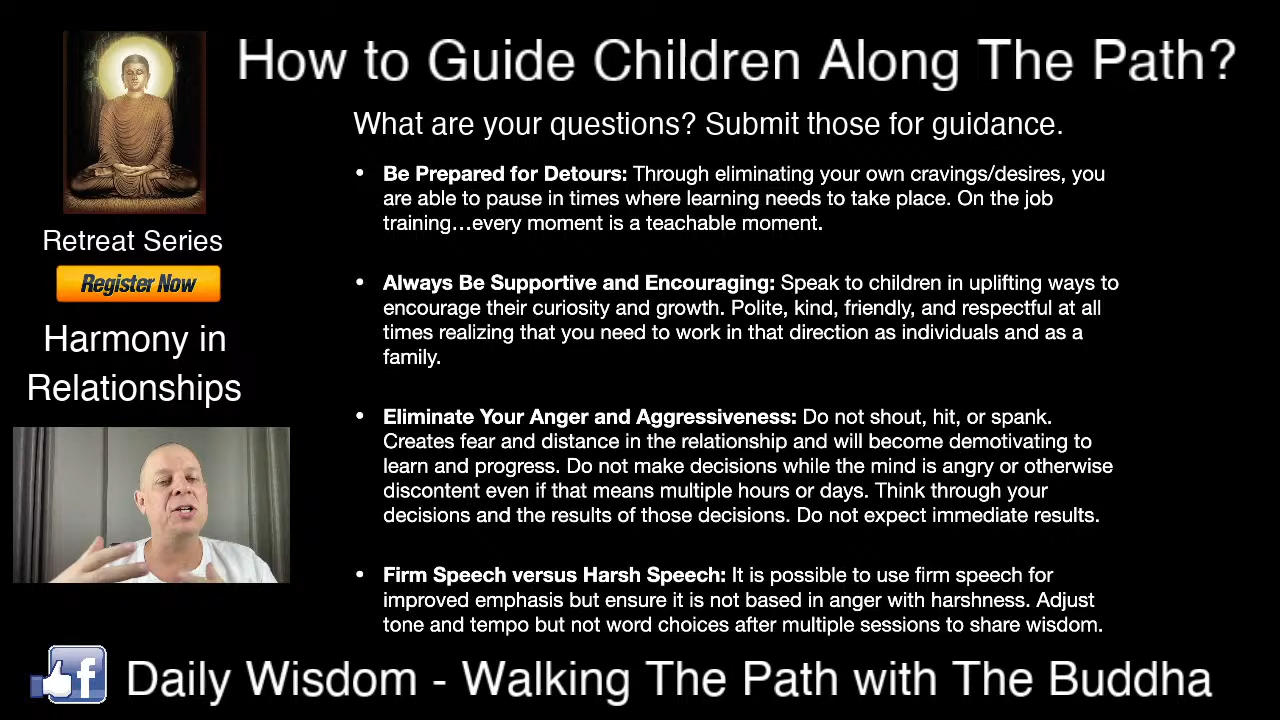 How to Guide Children Along The Path?
What are your questions? Submit those for guidance.
• Be Prepared for Detours: Through eliminating your own cravings/desires, you
are able to pause in times where learning needs to take place. On the job
training…every moment is a teachable moment.
• Always Be Supportive and Encouraging: Speak to children in uplifting ways to
encourage their curiosity and growth. Polite, kind, friendly, and respectful at all
times realizing that you need to work in that direction as individuals and as a
family.
• Eliminate Your Anger and Aggressiveness: Do not shout, hit, or spank.
Creates fear and distance in the relationship and will become demotivating to
learn and progress. Do not make decisions while the mind is angry or otherwise
discontent even if that means multiple hours or days. Think through your
decisions and the results of those decisions. Do not expect immediate results.
• Firm Speech versus Harsh Speech: It is possible to use firm speech for
improved emphasis but ensure it is not based in anger with harshness. Adjust
tone and tempo but not word choices after multiple sessions to share wisdom.
Retreat Series
Register Now
Harmony in
Relationships
f
Daily Wisdom - Walking The Path with The Buddha